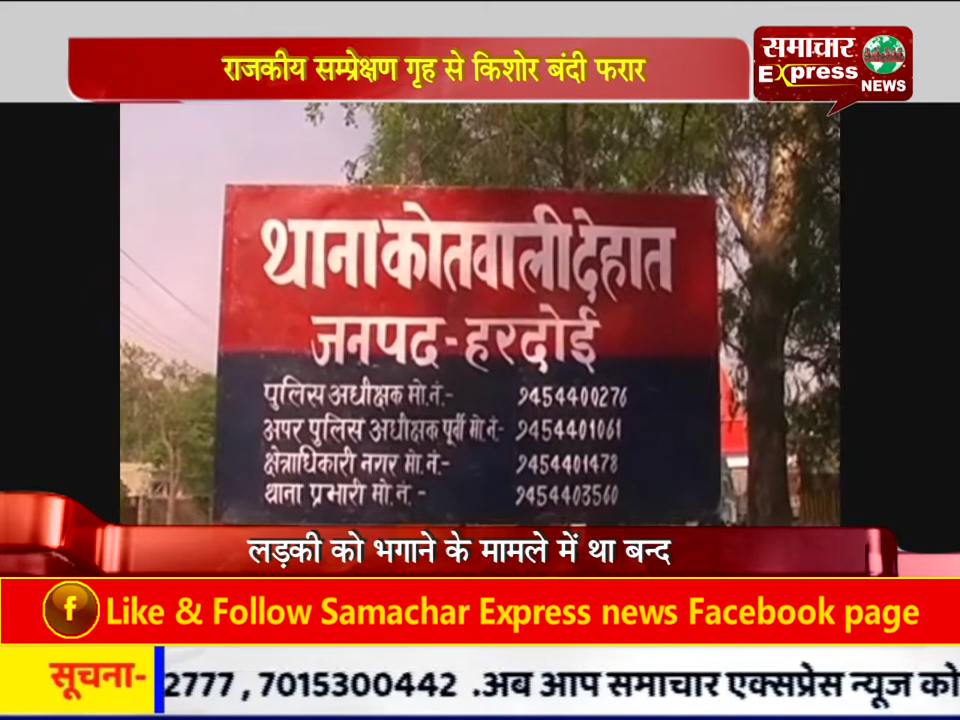 राजकीय सम्प्रेक्षण गृह से किशोर बंदी फरार
समाचार
Express
NEWS
थाना कोतवाली देहात
जनपद-हरदोई
पुलिस अधीक्षक मो.नं.- 9454400276
अपर पुलिस अधीक्षक पूर्वी मो.नं- 9454401061
क्षेत्राधिकारी नगर मो.नं.- 9454401478
थाना प्रभारी मो.नं.- 9454403560
लड़की को भगाने के मामले में था बन्द
f Like & Follow Samachar Express news Facebook page
सूचना- 2777 , 7015300442 .अब आप समाचार एक्सप्रेस न्यूज को